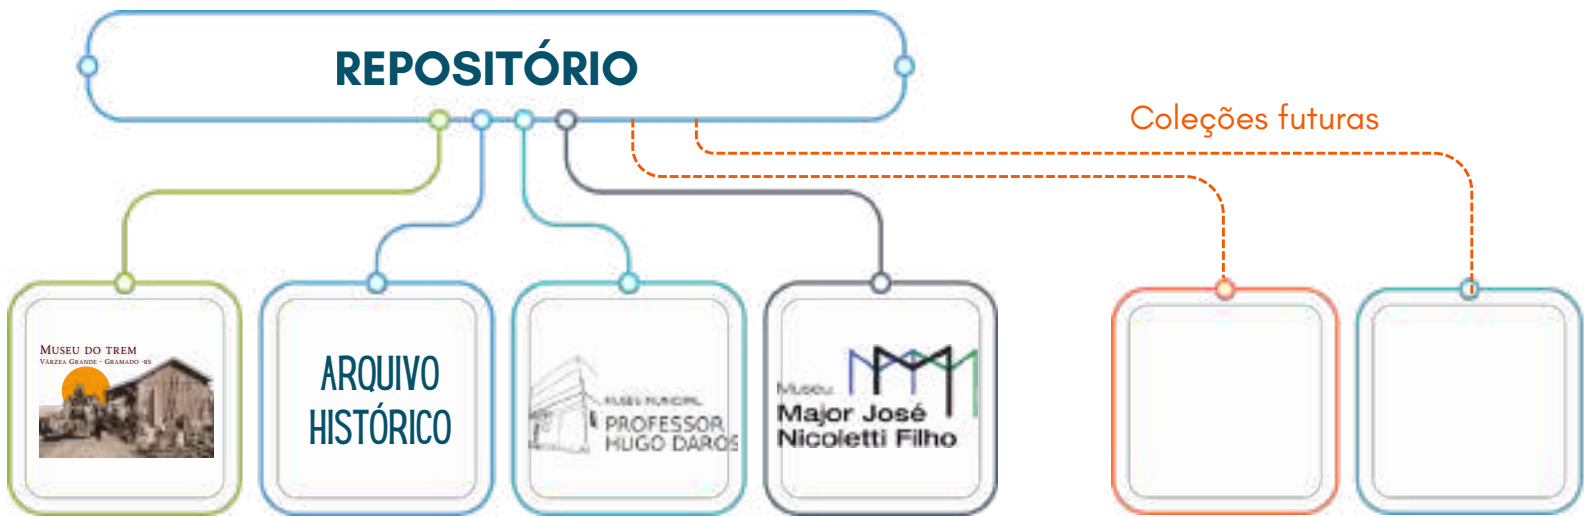 REPOSITÓRIO
Coleções futuras
MUSEU DO TREM
VÁRZEA GRANDE - GRAMADO -RS
ARQUIVO
HISTÓRICO
MUSEU MUNICIPAL
PROFESSOR
HUGO DAROS
Museu
Major José
Nicoletti Filho